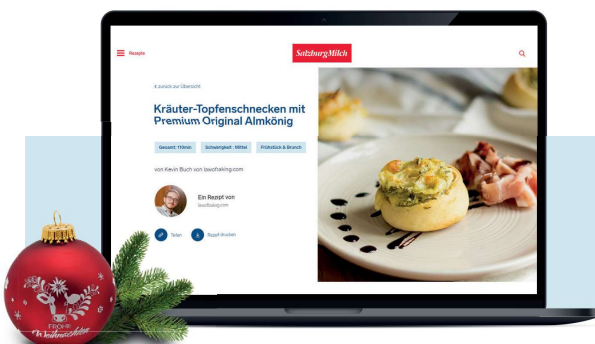 Rezepte
SalzburgMilch
zurück zur Übersicht
Kräuter-Topfenschnecken mit
Premium Original Almkönig
Gesamt: 110min
Schwierigkeit: Mittel
Frühstück & Brunch
von Kevin Buch von lawofbaking.com
Ein Rezept von
lawofbaking.com
Teilen
Rezept drucken
FROHE
Weihnachten